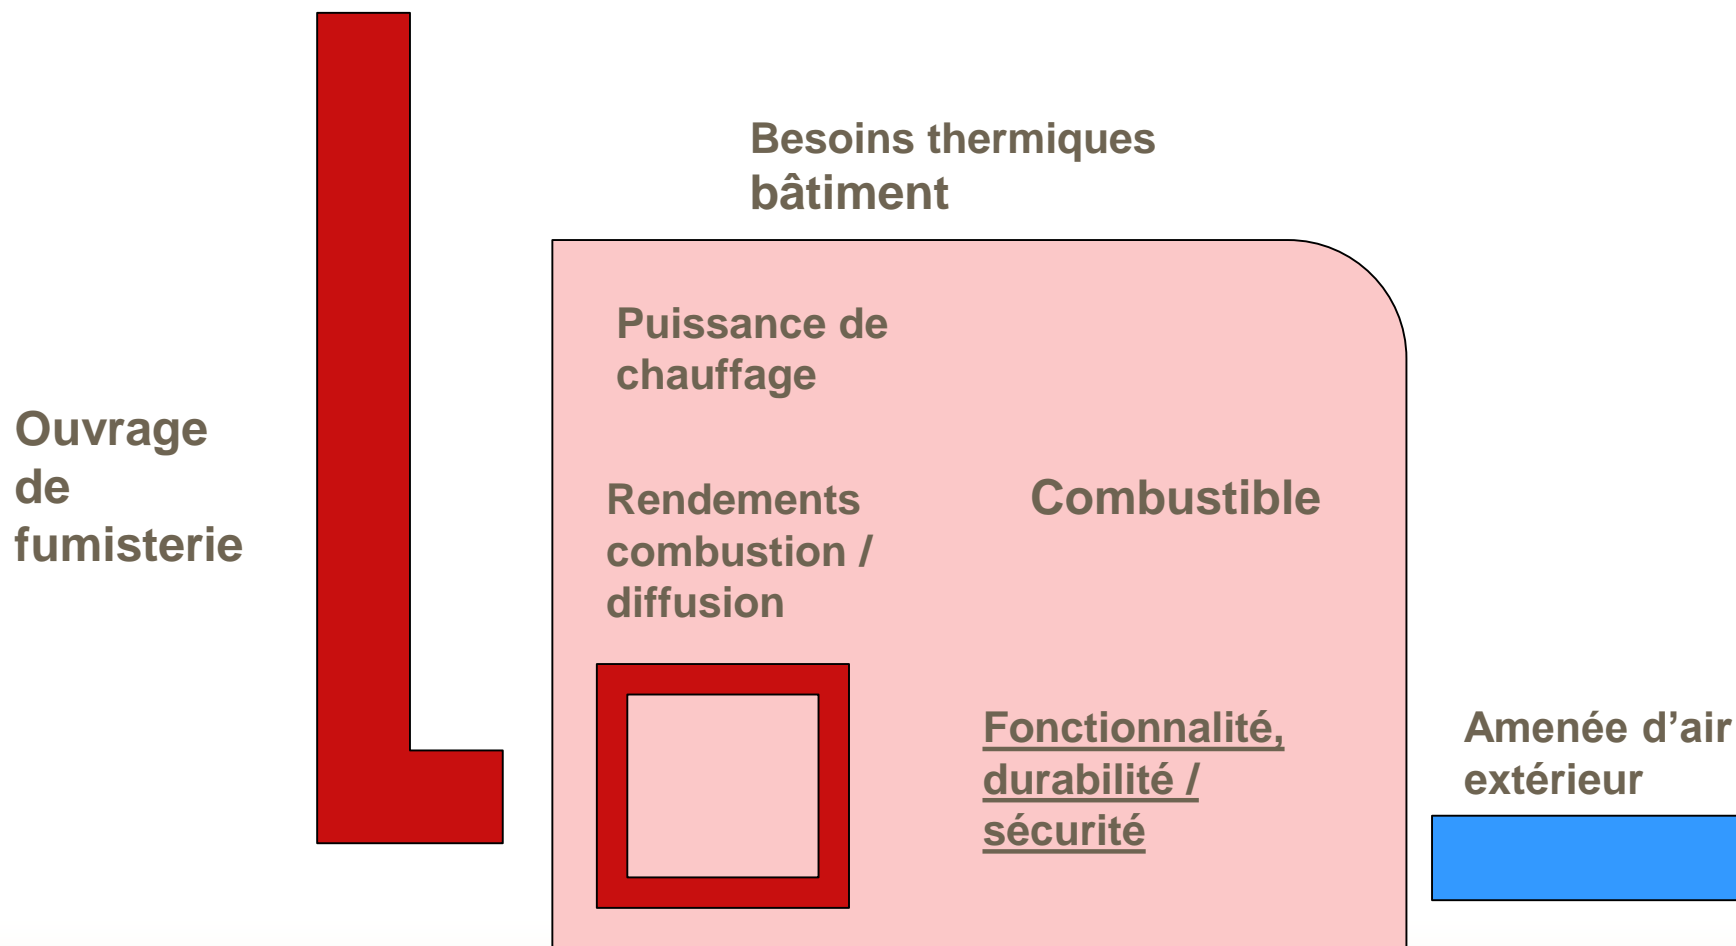 Besoins thermiques
bâtiment
Puissance de
chauffage
Ouvrage
de
fumisterie
Rendements
combustion /
diffusion
Combustible
Fonctionnalité,
durabilité /
sécurité
Amenée d’air
extérieur